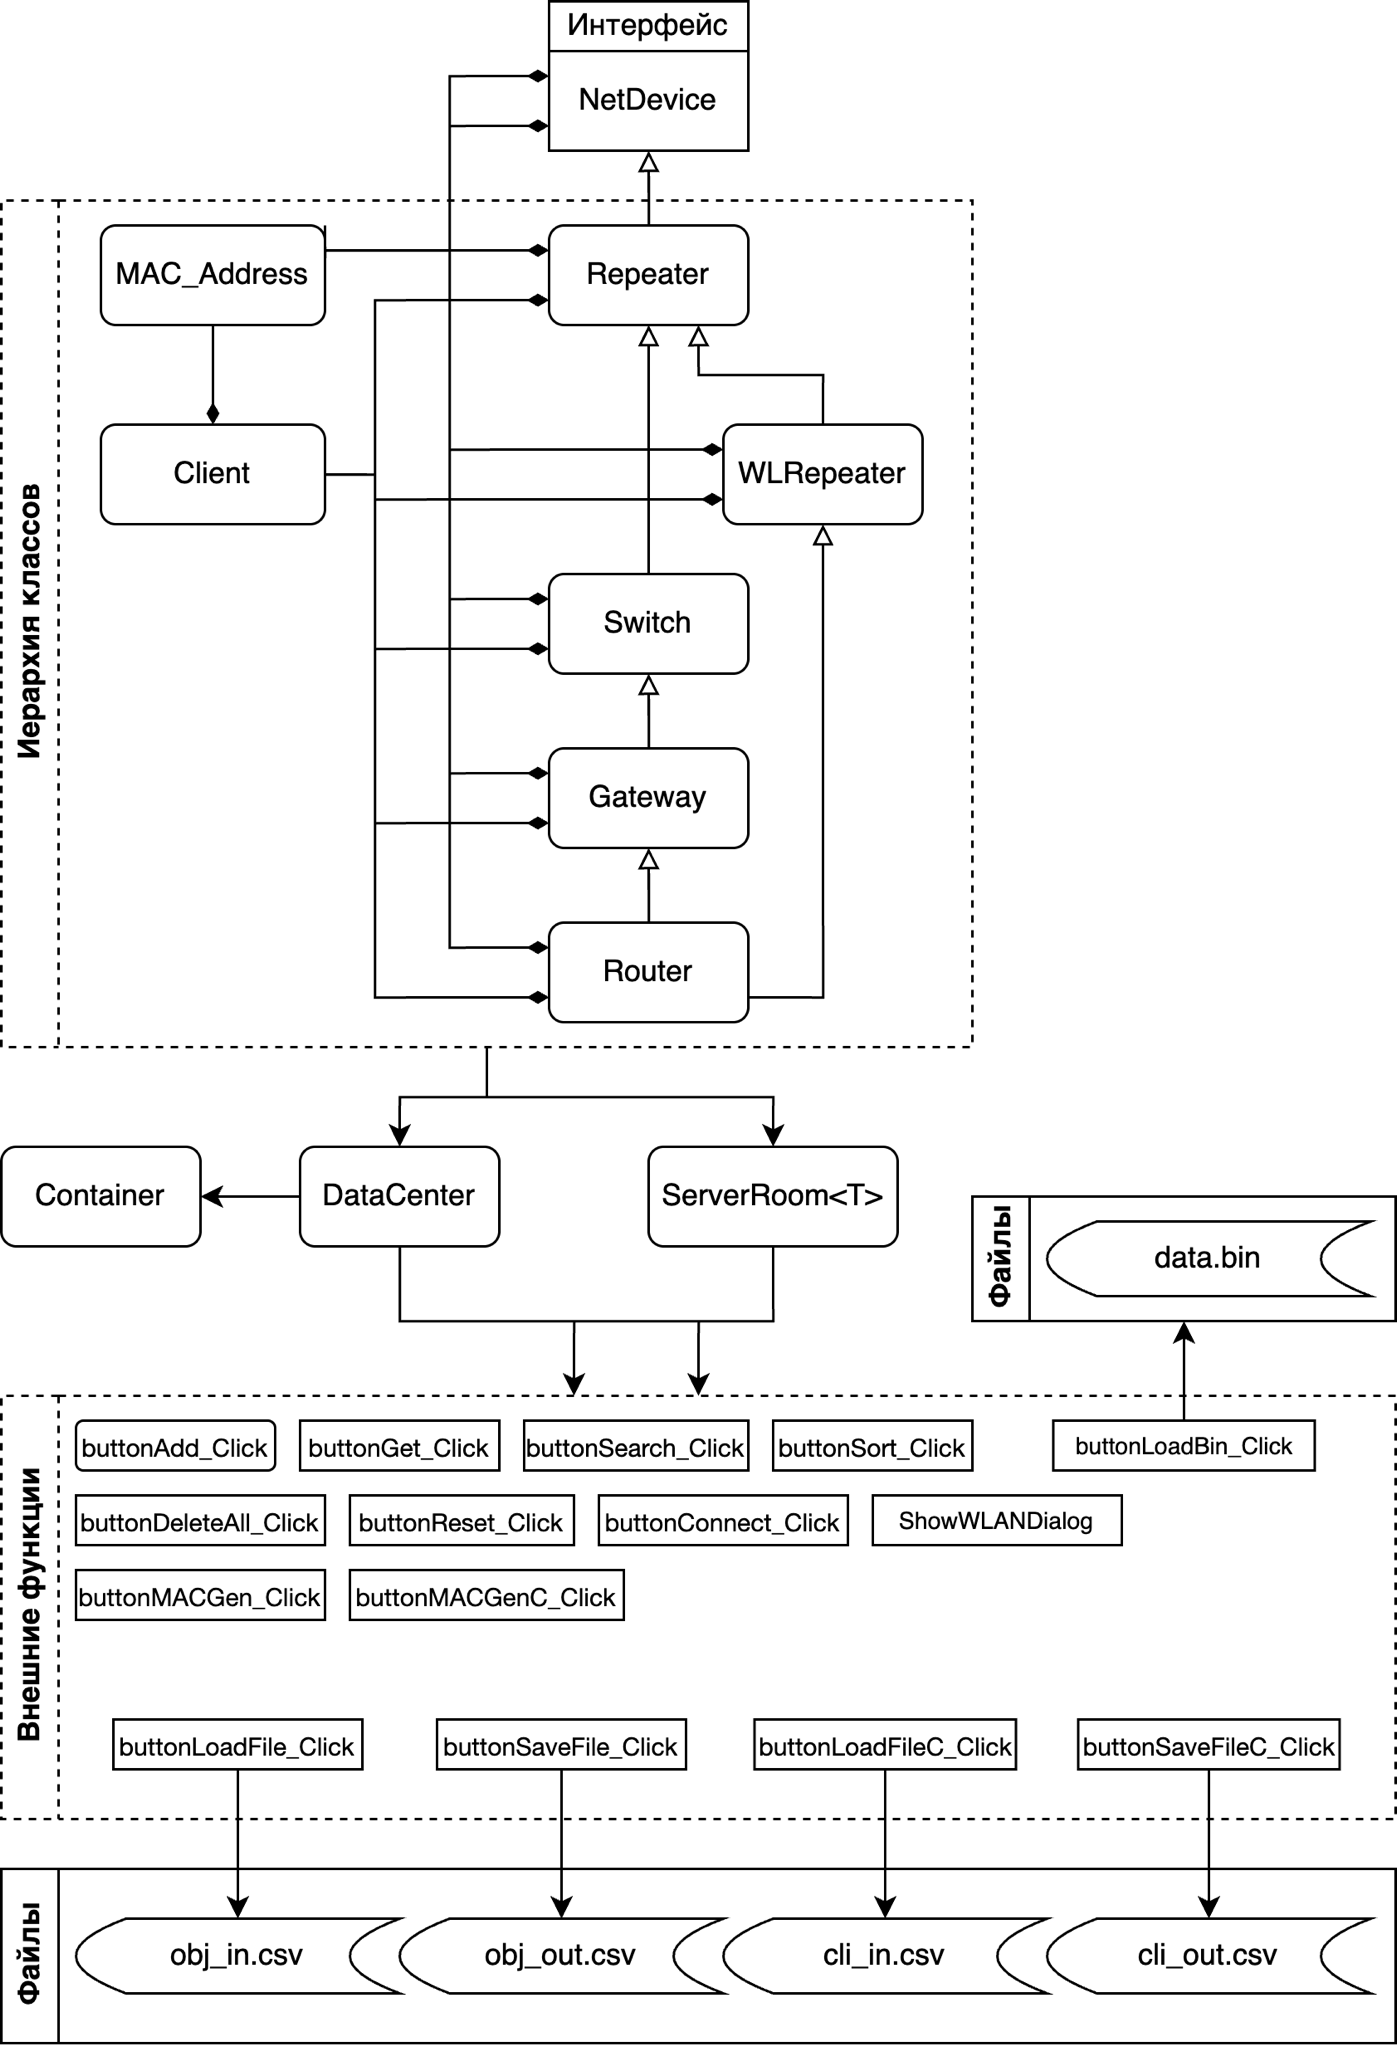 Интерфейс
NetDevice
Иерархия классов
MAC_Address
Repeater
Client
WLRepeater
Switch
Gateway
Router
Container
DataCenter
ServerRoom<T>
Файлы
data.bin
Внешние функции
buttonAdd_Click
buttonGet_Click
buttonSearch_Click
buttonSort_Click
buttonLoadBin_Click
buttonDeleteAll_Click
buttonReset_Click
buttonConnect_Click
ShowWLANDialog
buttonMACGen_Click
buttonMACGenC_Click
buttonLoadFile_Click
buttonSaveFile_Click
buttonLoadFileC_Click
buttonSaveFileC_Click
Файлы
obj_in.csv
obj_out.csv
cli_in.csv
cli_out.csv